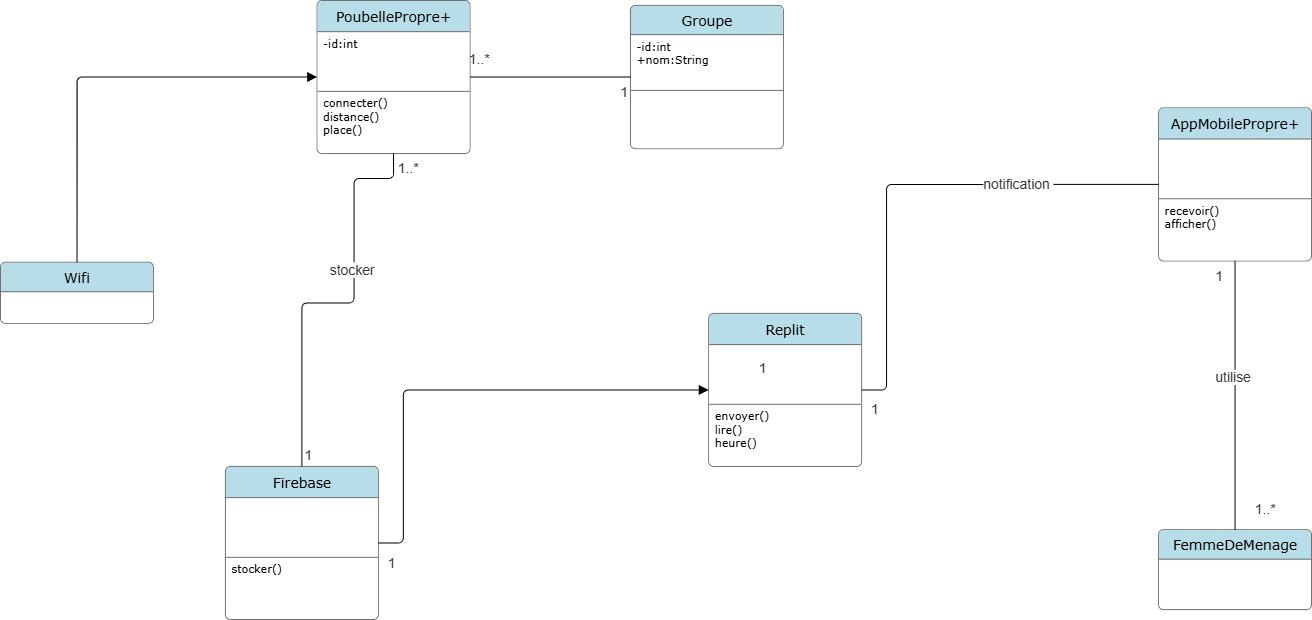 PoubellePropre+
-id:int
connecter()
distance()
place()
1..*
1
Groupe
-id:int
+nom:String
AppMobilePropre+
recevoir()
afficher()
1..*
notification
Wifi
stocker
1
Replit
1
envoyer()
lire()
heure()
1
utilise
1
Firebase
stocker()
1
1..*
FemmeDeMenage